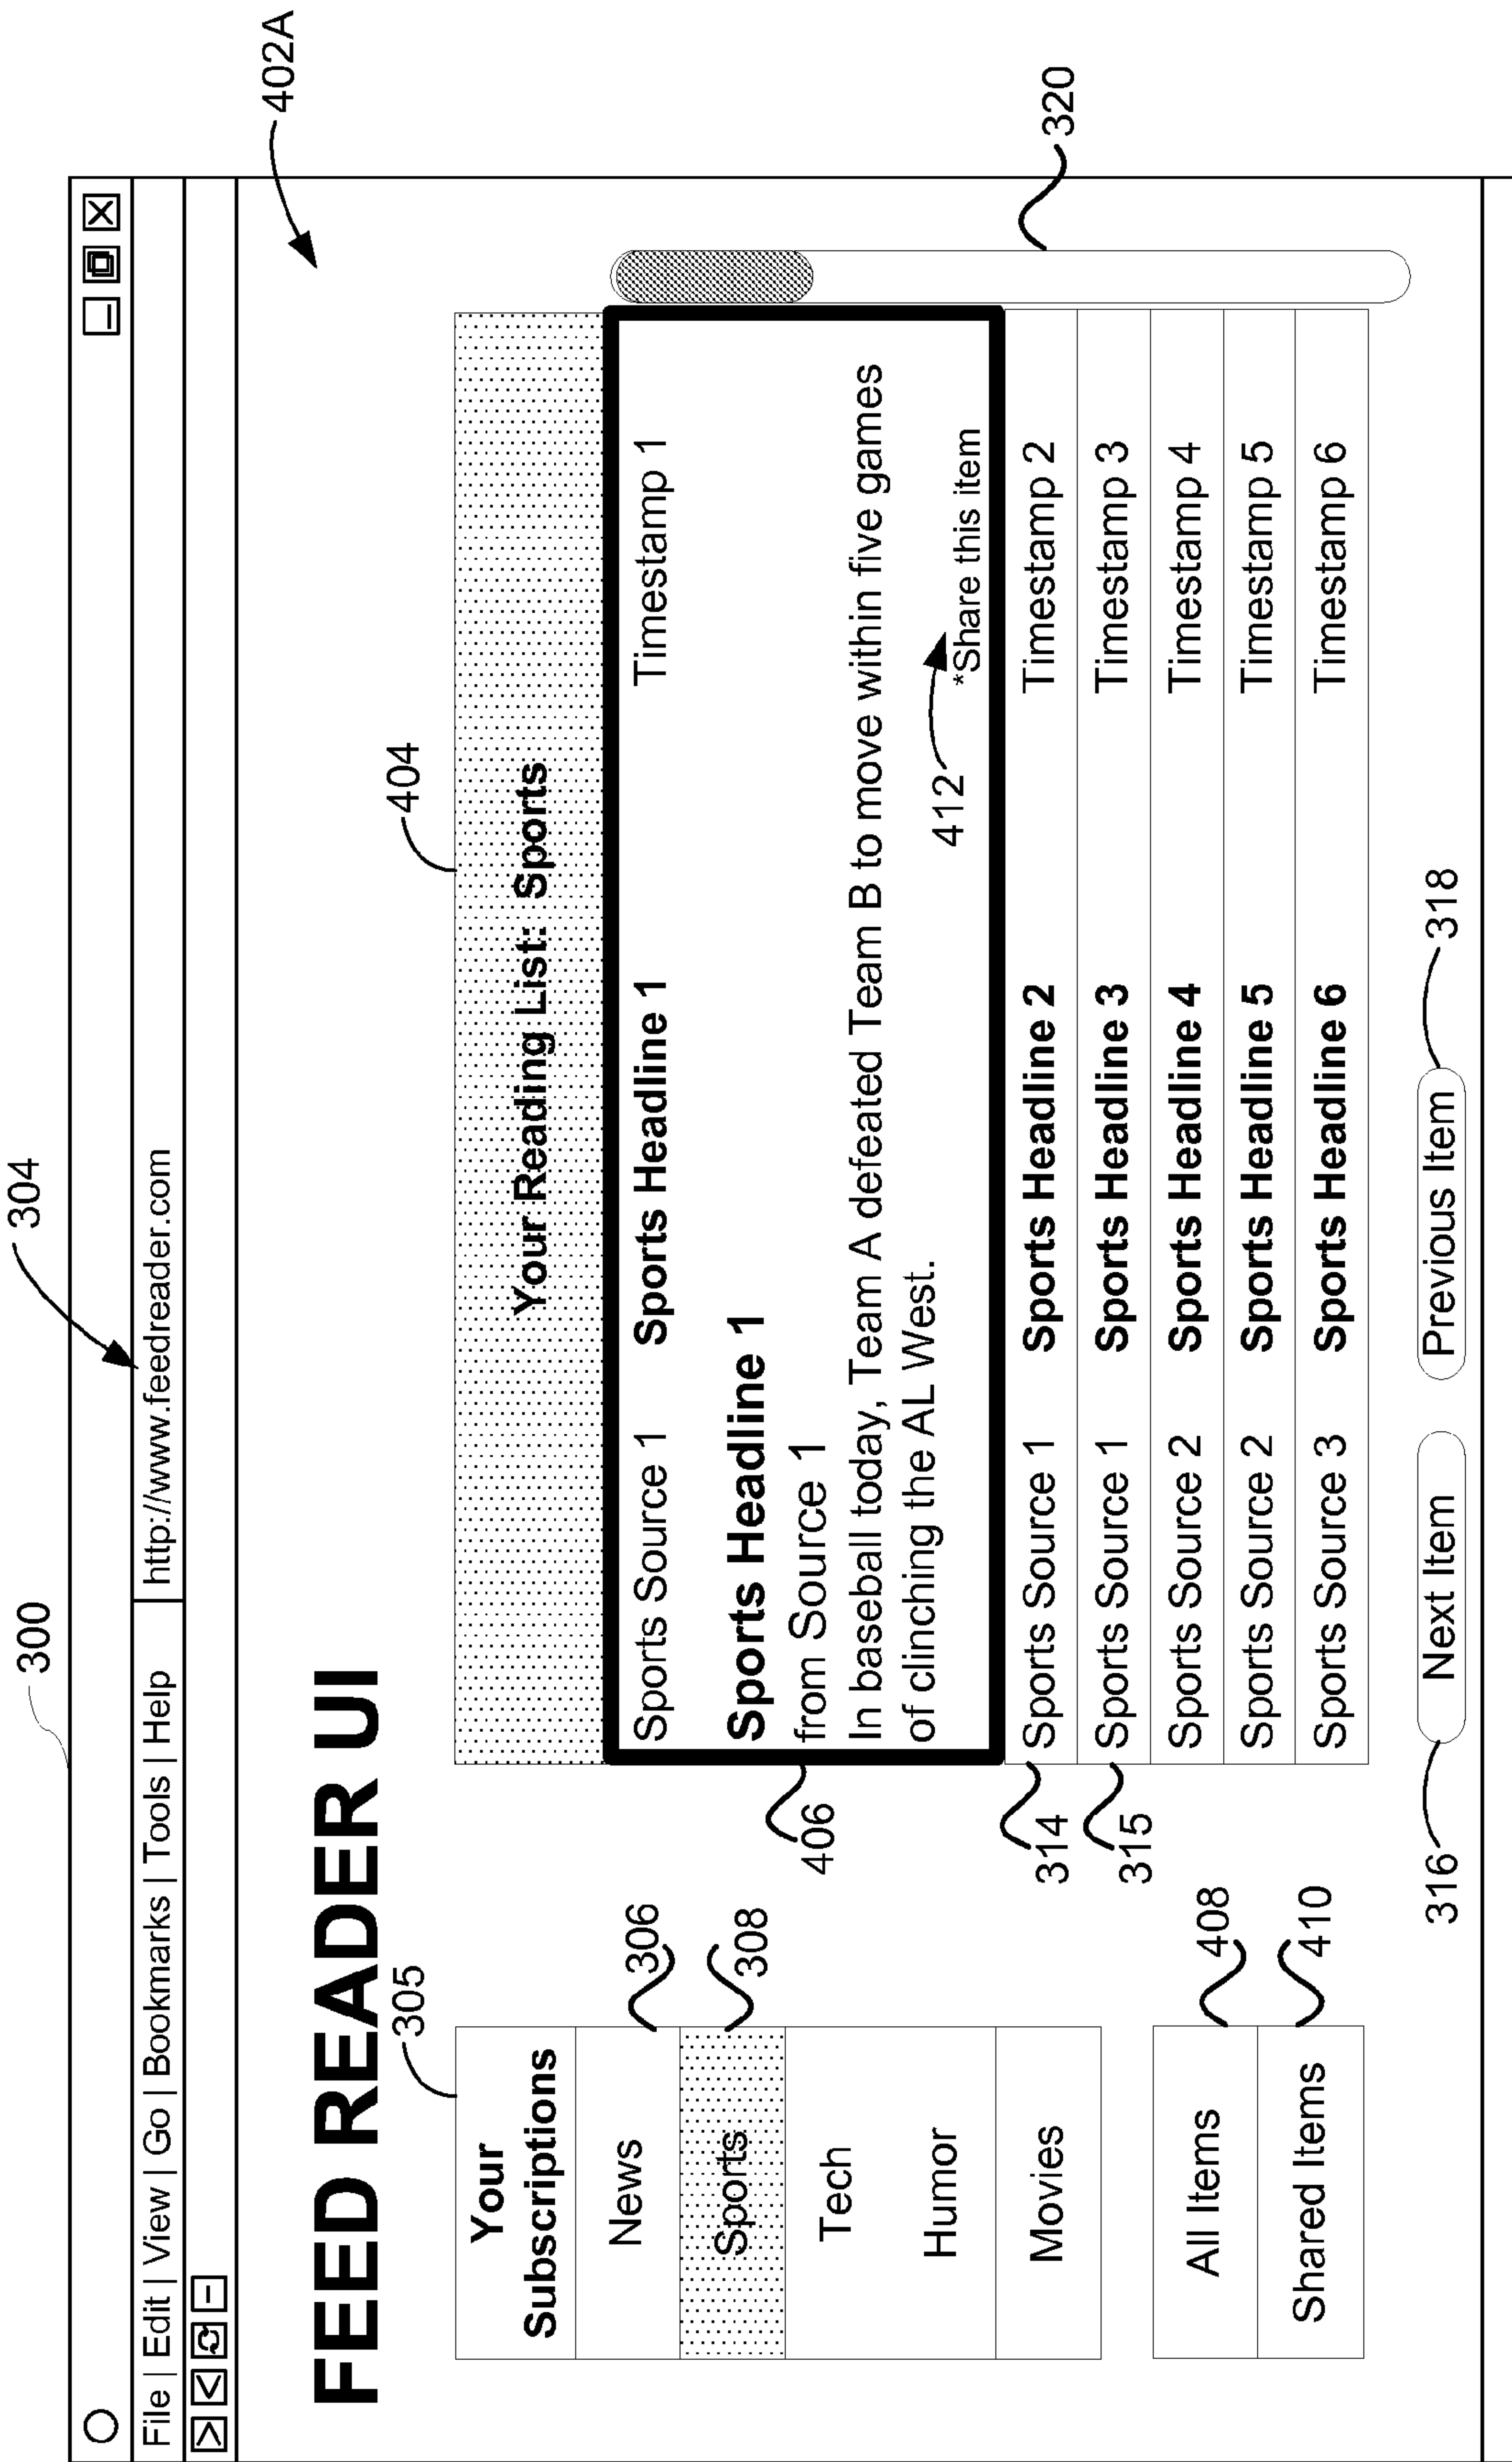 300
304
File | Edit | View | Go | Bookmarks | Tools | Help
http://www.feedreader.com
402A
FEED READER UI
305
404
Your
Subscriptions
News
306
Sports
308
Tech
Humor
Movies
All Items
408
Shared Items
410
Your Reading List: Sports
Sports Source 1 Sports Headline 1 Timestamp 1
Sports Headline 1
from Source 1
In baseball today, Team A defeated Team B to move within five games
of clinching the AL West.
412
*Share this item
406
320
314
Sports Source 1 Sports Headline 2 Timestamp 2
315
Sports Source 1 Sports Headline 3 Timestamp 3
Sports Source 2 Sports Headline 4 Timestamp 4
Sports Source 2 Sports Headline 5 Timestamp 5
Sports Source 3 Sports Headline 6 Timestamp 6
316
Next Item
Previous Item
318